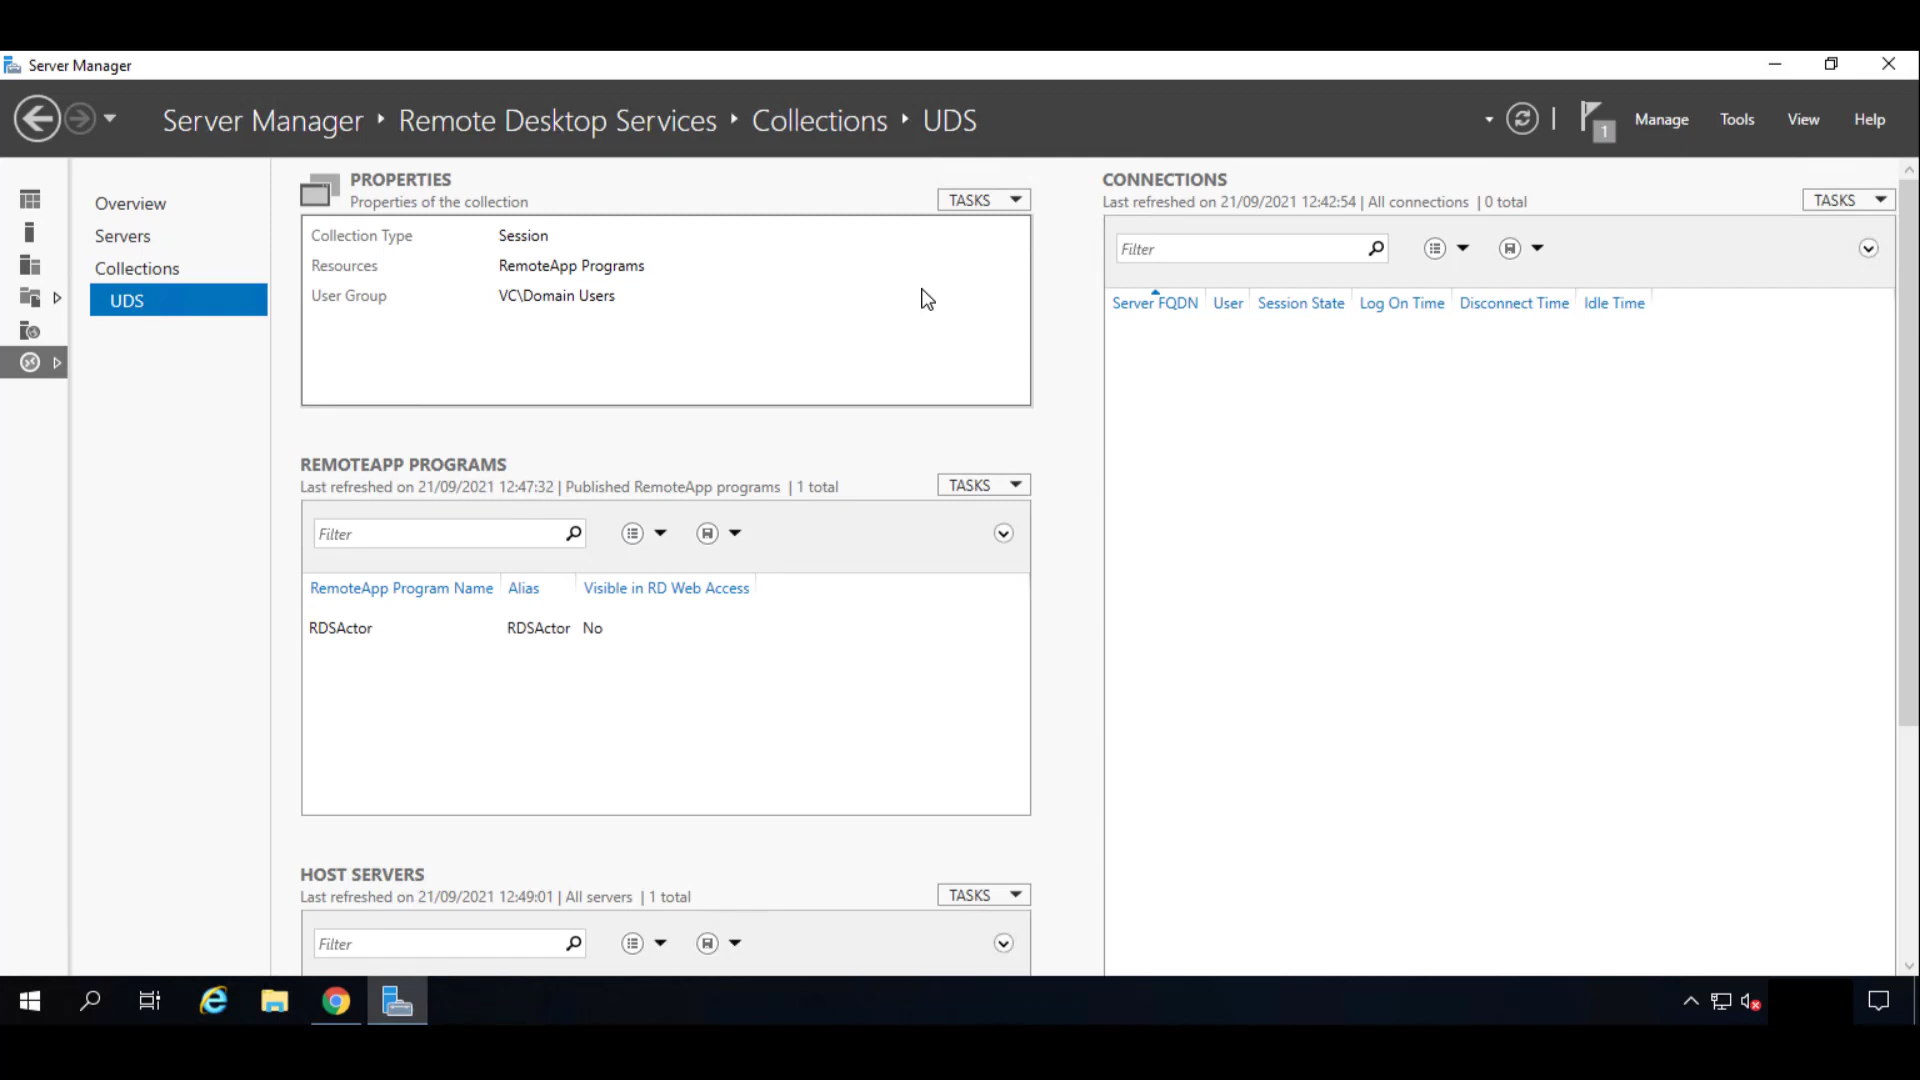 Server Manager
Server Manager ‣ Remote Desktop Services ‣ Collections ‣ UDS
1
Manage
Tools
View
Help
Overview
Servers
Collections
UDS
PROPERTIES
Properties of the collection
TASKS
Collection Type Session
Resources RemoteApp Programs
User Group VC\Domain Users
REMOTEAPP PROGRAMS
Last refreshed on 21/09/2021 12:47:32 | Published RemoteApp programs | 1 total
TASKS
Filter
RemoteApp Program Name Alias Visible in RD Web Access
RDSActor RDSActor No
HOST SERVERS
Last refreshed on 21/09/2021 12:49:01 | All servers | 1 total
TASKS
Filter
CONNECTIONS
Last refreshed on 21/09/2021 12:42:54 | All connections | 0 total
TASKS
Filter
Server FQDN User Session State Log On Time Disconnect Time Idle Time